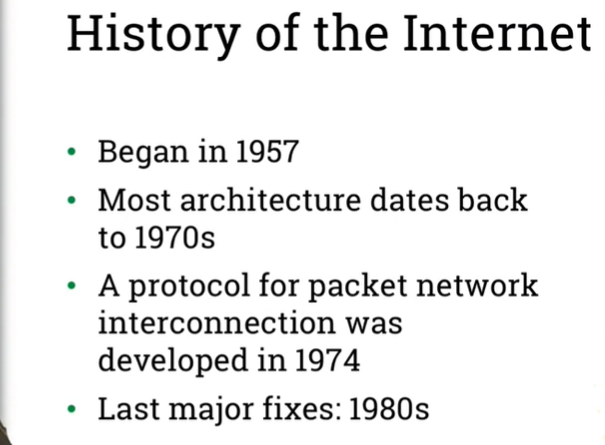 History of the Internet
• Began in 1957
• Most architecture dates back
to 1970s
• A protocol for packet network
interconnection was
developed in 1974
• Last major fixes: 1980s